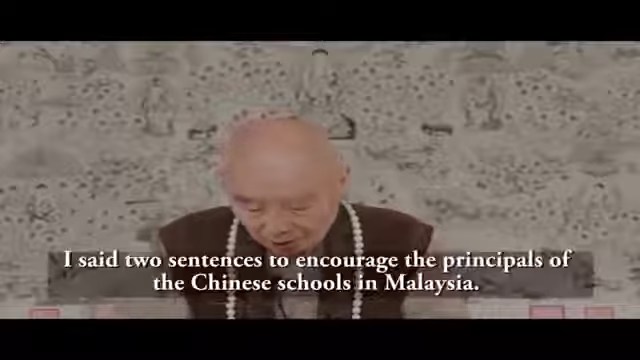 I said two sentences to encourage the principals of
the Chinese schools in Malaysia.